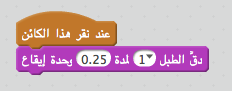 عند نقر هذا الكائن
دقّ الطبل 1 لمدة 0.25 وحدة إيقاع